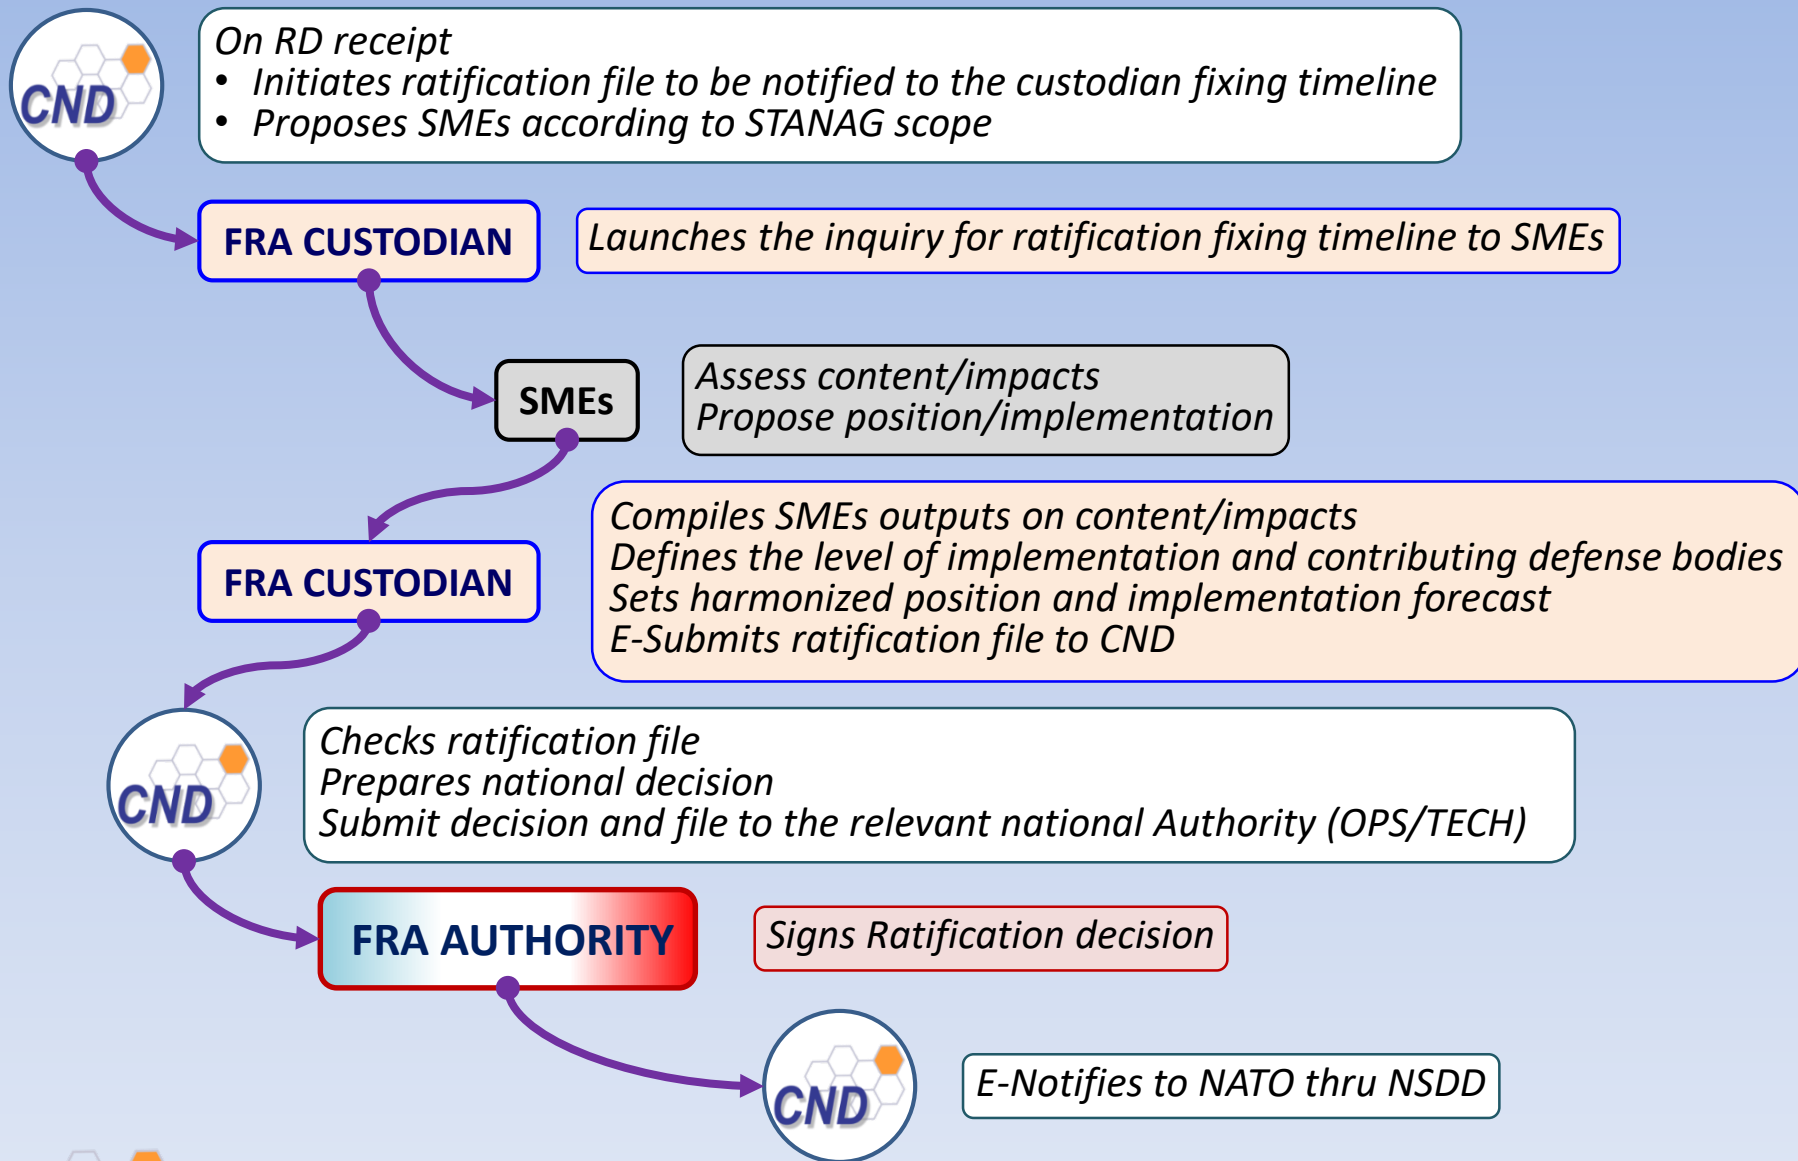 CND
On RD receipt
• Initiates ratification file to be notified to the custodian fixing timeline
• Proposes SMEs according to STANAG scope
FRA CUSTODIAN
Launches the inquiry for ratification fixing timeline to SMEs
SMEs
Assess content/impacts
Propose position/implementation
FRA CUSTODIAN
Compiles SMEs outputs on content/impacts
Defines the level of implementation and contributing defense bodies
Sets harmonized position and implementation forecast
E-Submits ratification file to CND
CND
Checks ratification file
Prepares national decision
Submit decision and file to the relevant national Authority (OPS/TECH)
FRA AUTHORITY
Signs Ratification decision
CND
E-Notifies to NATO thru NSDD